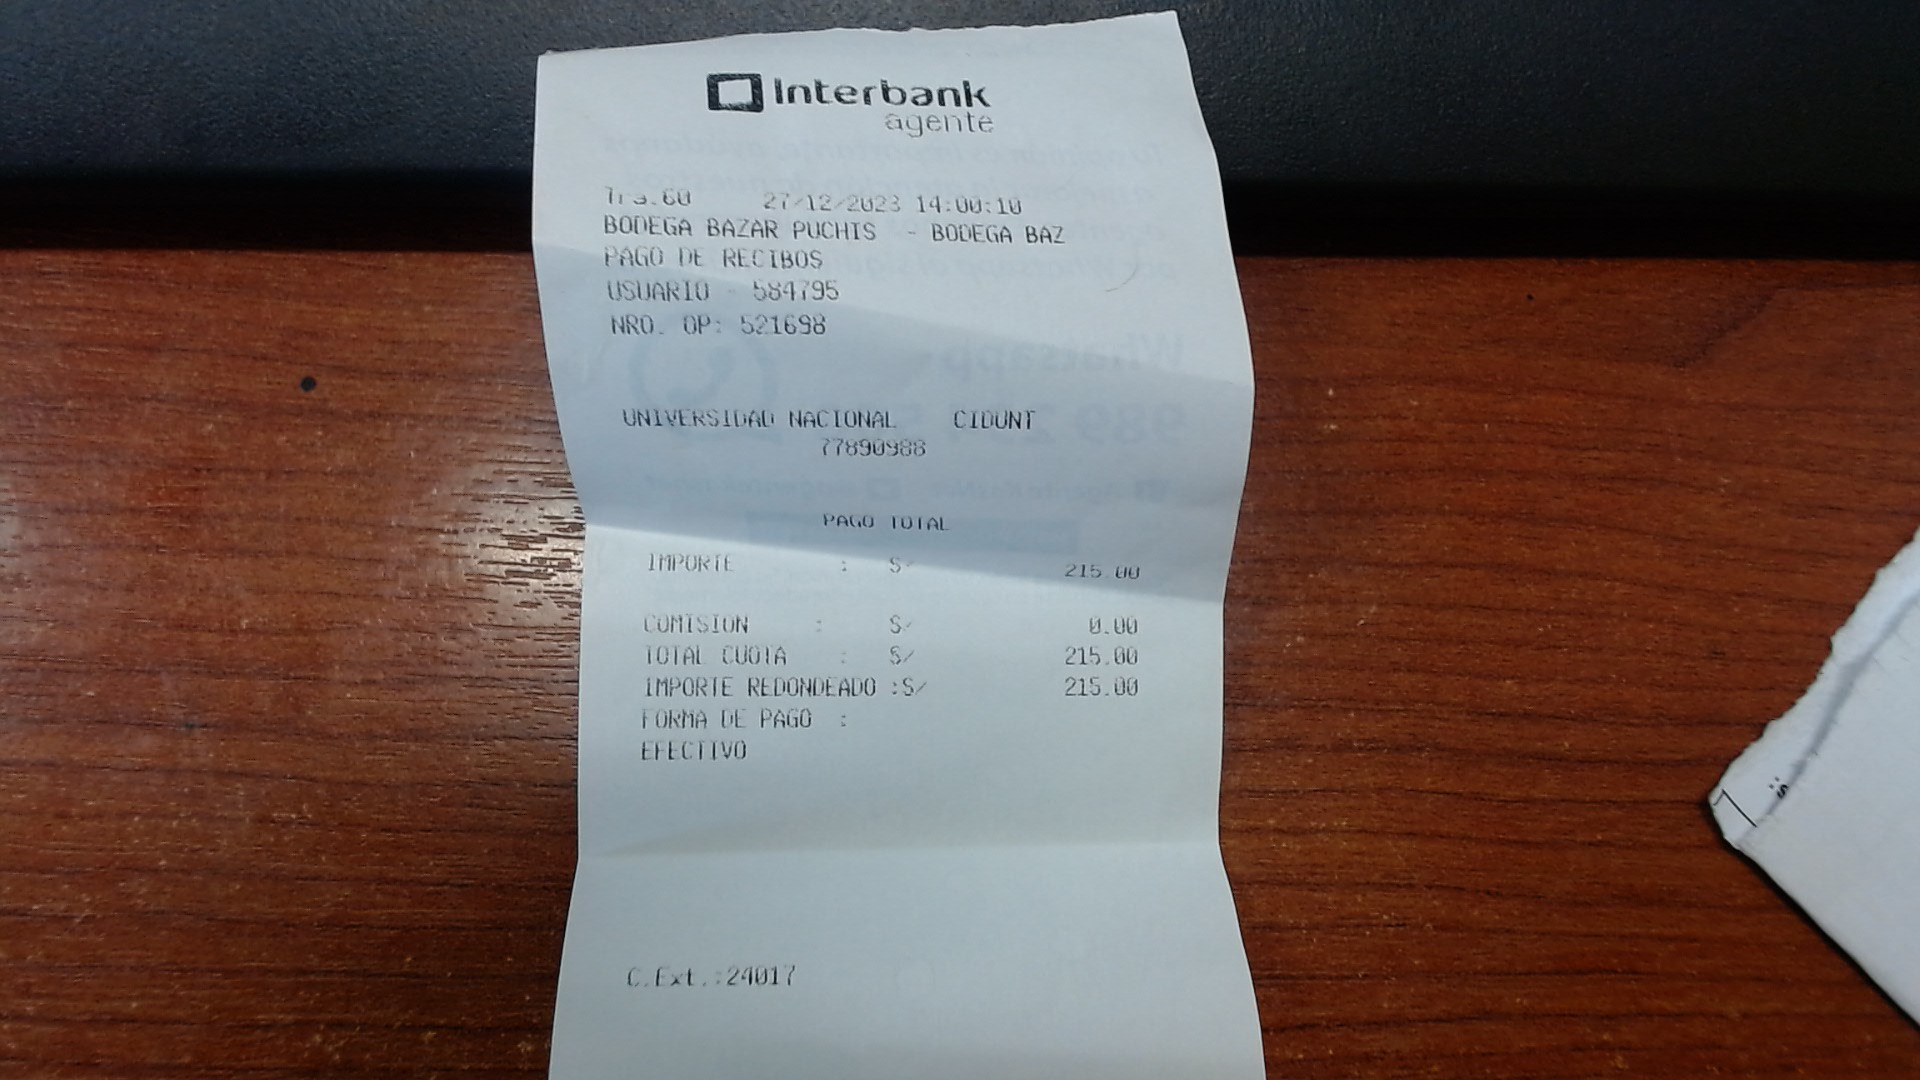 Interbank
agente
27/12/2023 14:00:10
BODEGA BAZAR PUCHIS - BODEGA BAZ
PAGO DE RECIBOS
USUARIO - 584795
NRO. OP: 521698
UNIVERSIDAD NACIONAL CIDUNT
77890988
PAGO TOTAL
IMPORTE : S/ 215.00
COMISION : S/ 0.00
TOTAL CUOTA : S/ 215.00
IMPORTE REDONDEADO :S/ 215.00
FORMA DE PAGO :
EFECTIVO
C.Ext.:24017